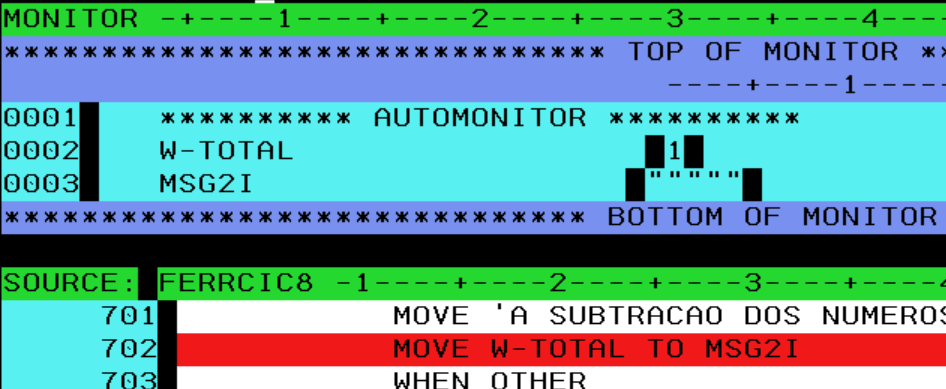 MONITOR -+----1----+----2----+----3----+----4----
******************************* TOP OF MONITOR **
----+----1-----
0001 ********** AUTOMONITOR **********
0002 W-TOTAL 1
0003 MSG2I """""
****************************** BOTTOM OF MONITOR
SOURCE: FERRCIC8 -1----+----2----+----3----+----4
701 MOVE 'A SUBTRACAO DOS NUMEROS
702 MOVE W-TOTAL TO MSG2I
703 WHEN OTHER